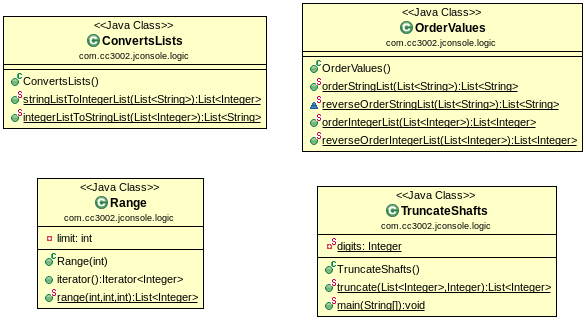 <<Java Class>>
ConvertsLists
com.cc3002.jconsole.logic
ConvertsLists()
stringListToIntegerList(List<String>):List<Integer>
integerListToStringList(List<Integer>):List<String>
<<Java Class>>
OrderValues
com.cc3002.jconsole.logic
OrderValues()
orderStringList(List<String>):List<String>
reverseOrderStringList(List<String>):List<String>
orderIntegerList(List<Integer>):List<Integer>
reverseOrderIntegerList(List<Integer>):List<Integer>
<<Java Class>>
Range
com.cc3002.jconsole.logic
limit: int
Range(int)
iterator():Iterator<Integer>
range(int,int,int):List<Integer>
<<Java Class>>
TruncateShafts
com.cc3002.jconsole.logic
digits: Integer
TruncateShafts()
truncate(List<Integer>,Integer):List<Integer>
main(String[]):void